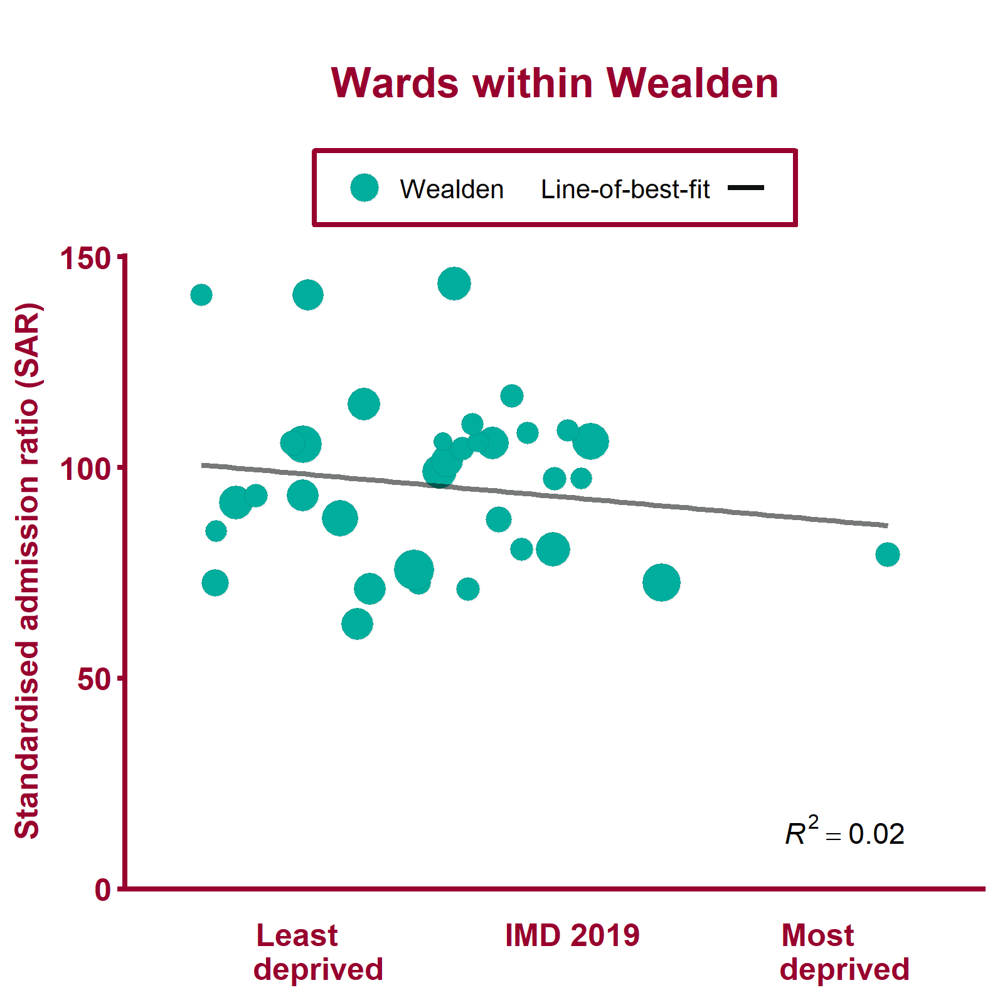 Wards within Wealden
Wealden Line-of-best-fit
150
100
50
0
Standardised admission ratio (SAR)
R² = 0.02
Least deprived
IMD 2019
Most deprived